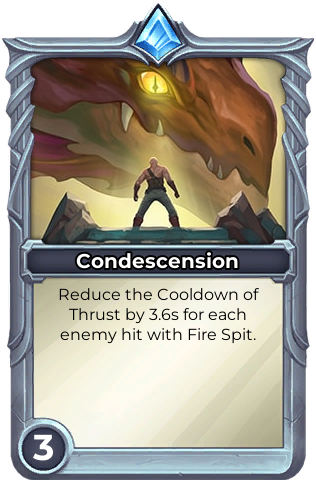 Condescension
Reduce the Cooldown of
Thrust by 3.6s for each
enemy hit with Fire Spit.
3